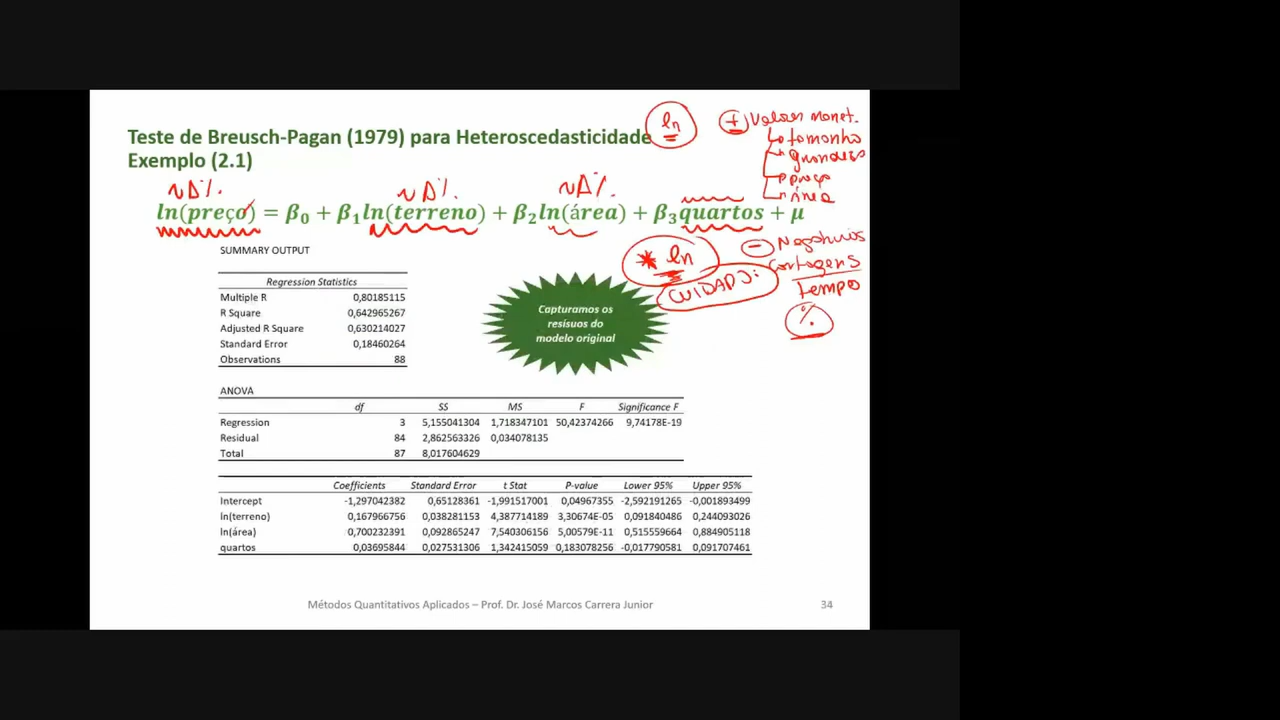 Teste de Breusch-Pagan (1979) para Heteroscedasticidade
Exemplo (2.1)
ln
+ Valores monet.
tamanho
grandeza
preço
área
~Δ%. ~Δ%. ~Δ%.
ln(preço) = β0 + β1ln(terreno) + β2ln(área) + β3quartos + μ
* ln
CUIDADO:
- Negativos
Contagens
Tempo
%
SUMMARY OUTPUT
Regression Statistics
Multiple R 0,80185115
R Square 0,642965267
Adjusted R Square 0,630214027
Standard Error 0,18460264
Observations 88
Capturamos os
resísuos do
modelo original
ANOVA
df SS MS F Significance F
Regression 3 5,155041304 1,718347101 50,42374266 9,74178E-19
Residual 84 2,862563326 0,034078135
Total 87 8,017604629
Coefficients Standard Error t Stat P-value Lower 95% Upper 95%
Intercept -1,297042382 0,65128361 -1,991517001 0,04967355 -2,592191265 -0,001893499
ln(terreno) 0,167966756 0,038281153 4,387714189 3,30674E-05 0,091840486 0,244093026
ln(área) 0,700232391 0,092865247 7,540306156 5,00579E-11 0,515559664 0,884905118
quartos 0,03695844 0,027531306 1,342415059 0,183078256 -0,017790581 0,091707461
Métodos Quantitativos Aplicados – Prof. Dr. José Marcos Carrera Junior 34